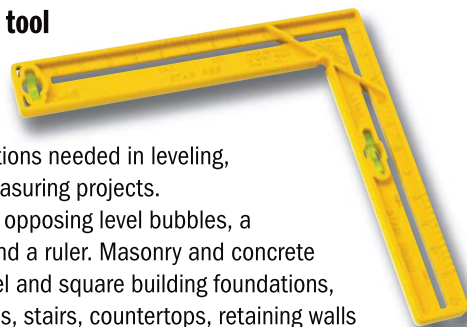 tool
tions needed in leveling,
asuring projects.
opposing level bubbles, a
nd a ruler. Masonry and concrete
el and square building foundations,
s, stairs, countertops, retaining walls